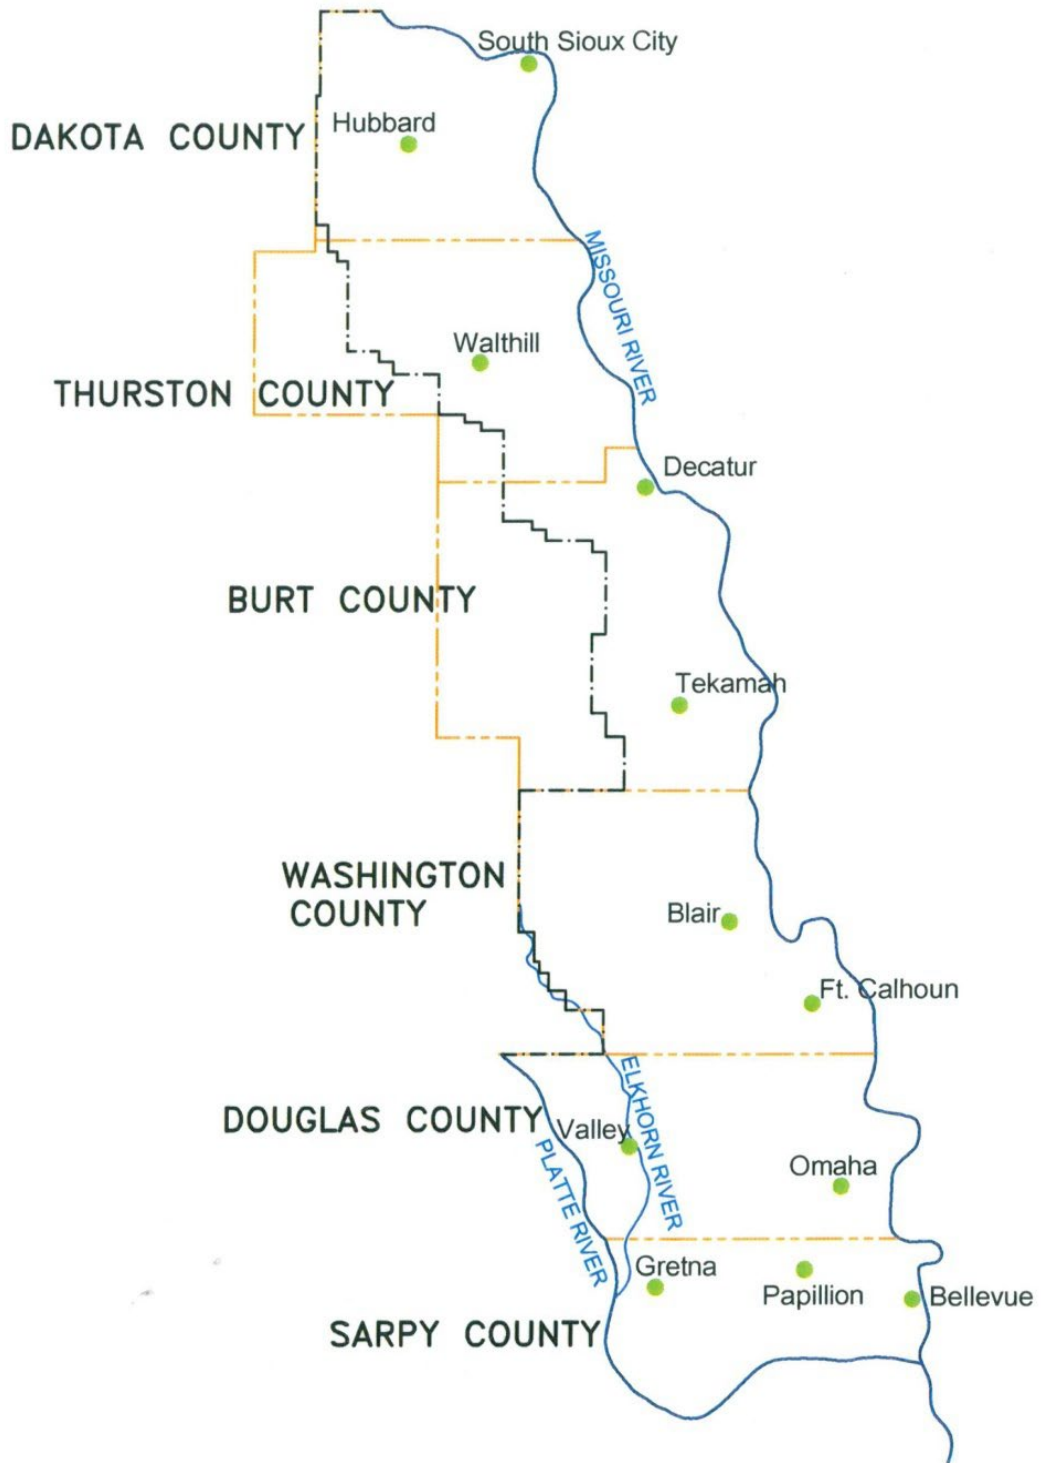 South Sioux City
Hubbard
DAKOTA COUNTY
MISSOURI RIVER
Walthill
THURSTON COUNTY
Decatur
BURT COUNTY
Tekamah
WASHINGTON
COUNTY
Blair
Ft. Calhoun
ELKHORN RIVER
DOUGLAS COUNTY
Valley
PLATTE RIVER
Omaha
Gretna
Papillion
Bellevue
SARPY COUNTY